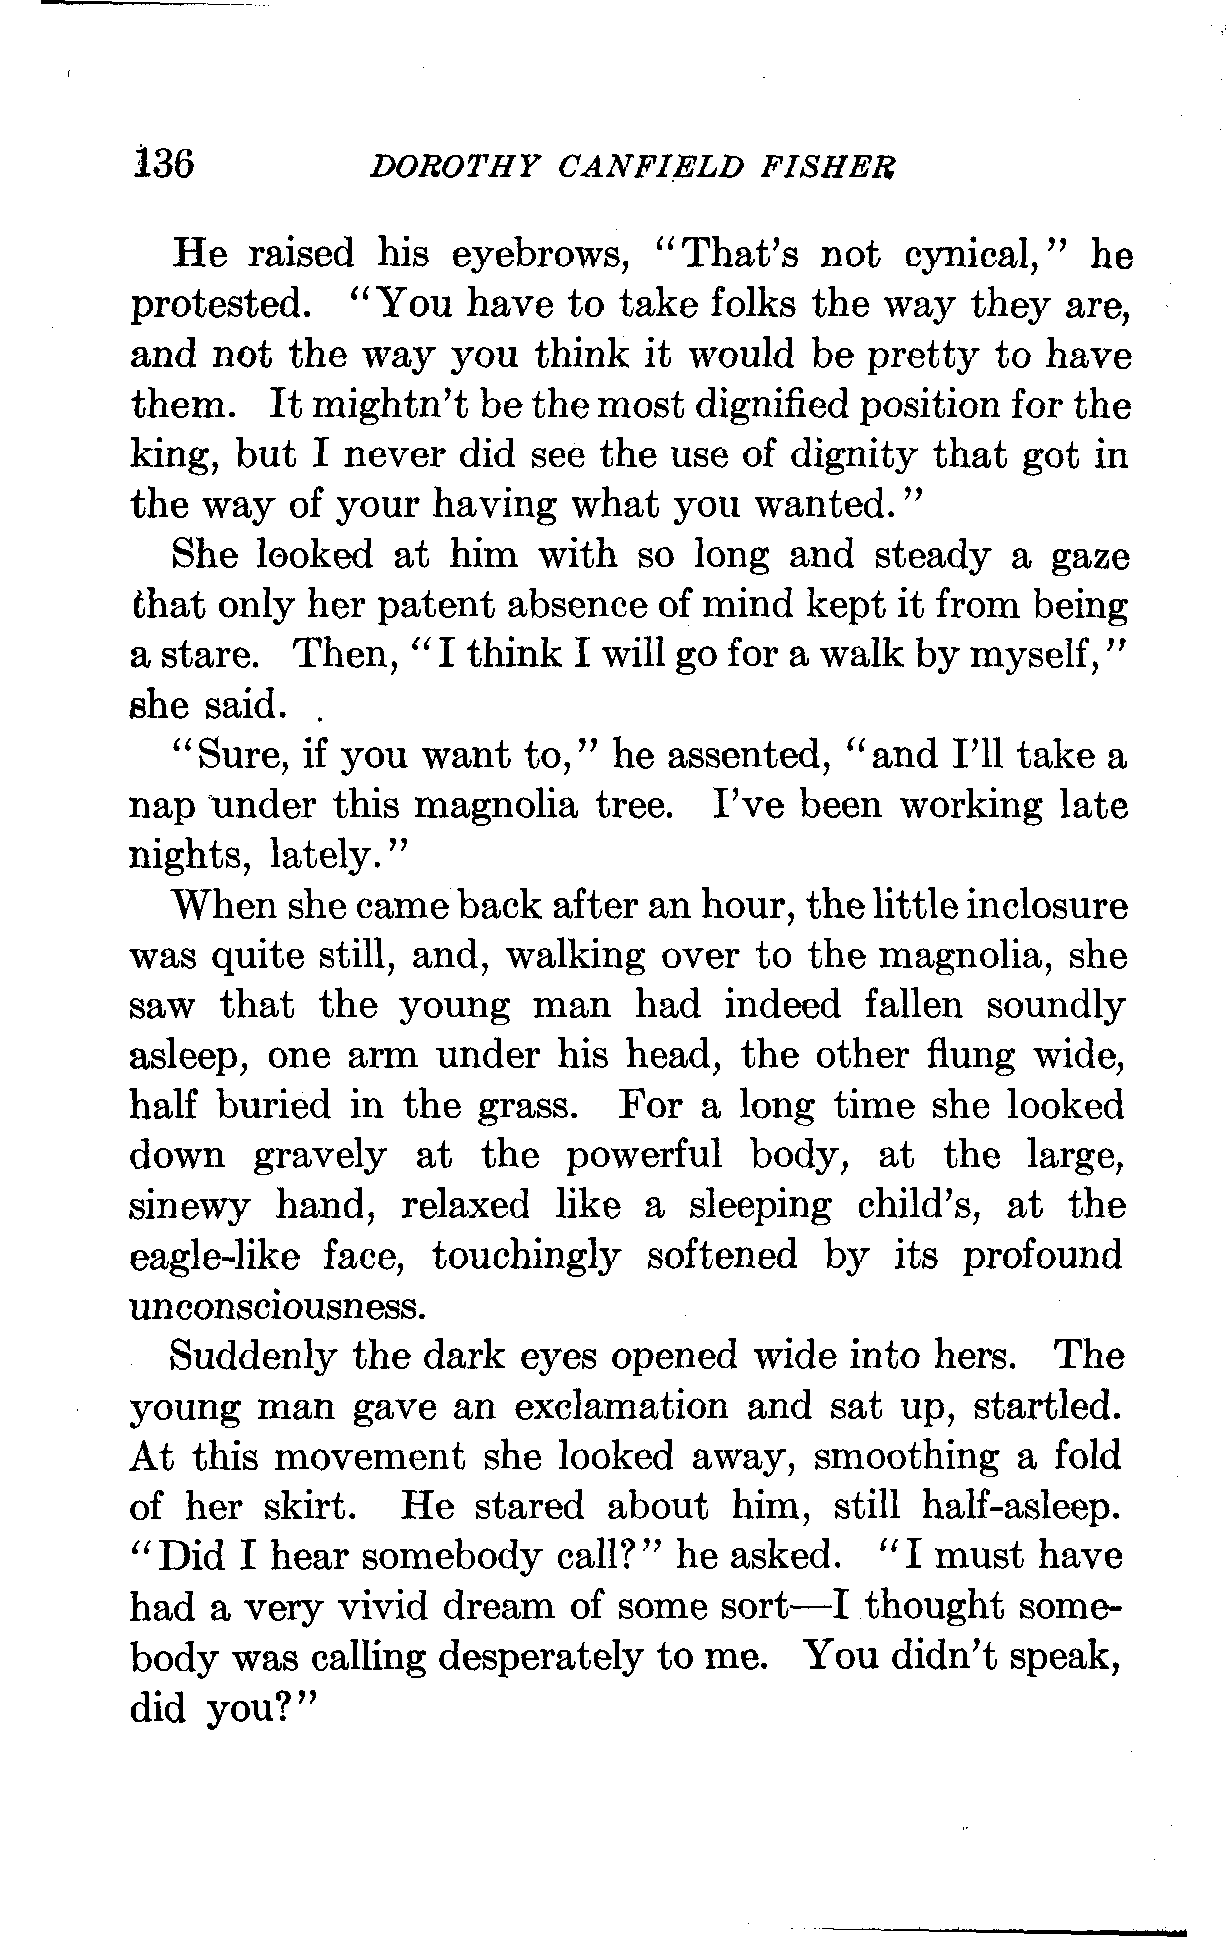 136 DOROTHY CANFIELD FISHER
He raised his eyebrows, "That's not cynical," he
protested. "You have to take folks the way they are,
and not the way you think it would be pretty to have
them. It mightn't be the most dignified position for the
king, but I never did see the use of dignity that got in
the way of your having what you wanted."
She looked at him with so long and steady a gaze
that only her patent absence of mind kept it from being
a stare. Then, "I think I will go for a walk by myself,"
she said.
"Sure, if you want to," he assented, "and I'll take a
nap under this magnolia tree. I've been working late
nights, lately."
When she came back after an hour, the little inclosure
was quite still, and, walking over to the magnolia, she
saw that the young man had indeed fallen soundly
asleep, one arm under his head, the other flung wide,
half buried in the grass. For a long time she looked
down gravely at the powerful body, at the large,
sinewy hand, relaxed like a sleeping child's, at the
eagle-like face, touchingly softened by its profound
unconsciousness.
Suddenly the dark eyes opened wide into hers. The
young man gave an exclamation and sat up, startled.
At this movement she looked away, smoothing a fold
of her skirt. He stared about him, still half-asleep.
"Did I hear somebody call?" he asked. "I must have
had a very vivid dream of some sort—I thought some-
body was calling desperately to me. You didn't speak,
did you?"